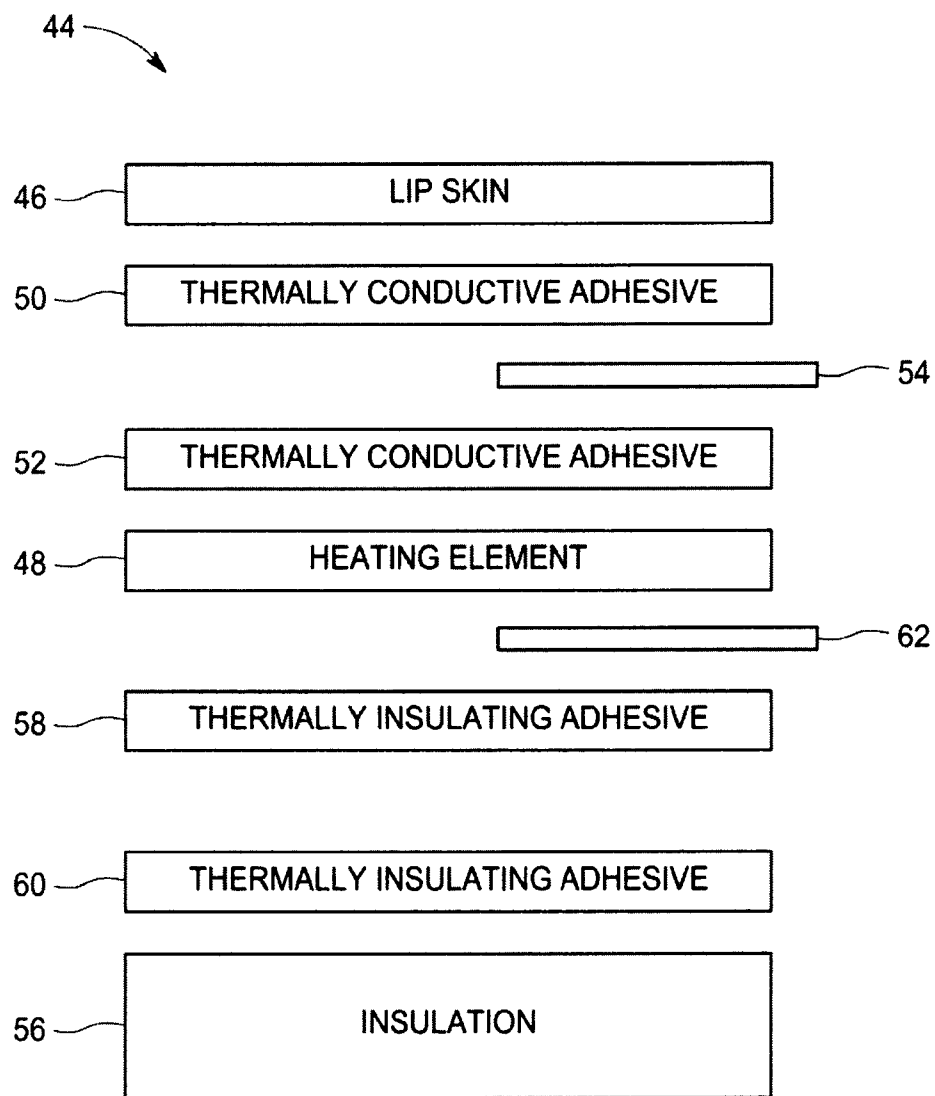 44
46 LIP SKIN
50 THERMALLY CONDUCTIVE ADHESIVE
54
52 THERMALLY CONDUCTIVE ADHESIVE
48 HEATING ELEMENT
62
58 THERMALLY INSULATING ADHESIVE
60 THERMALLY INSULATING ADHESIVE
56 INSULATION